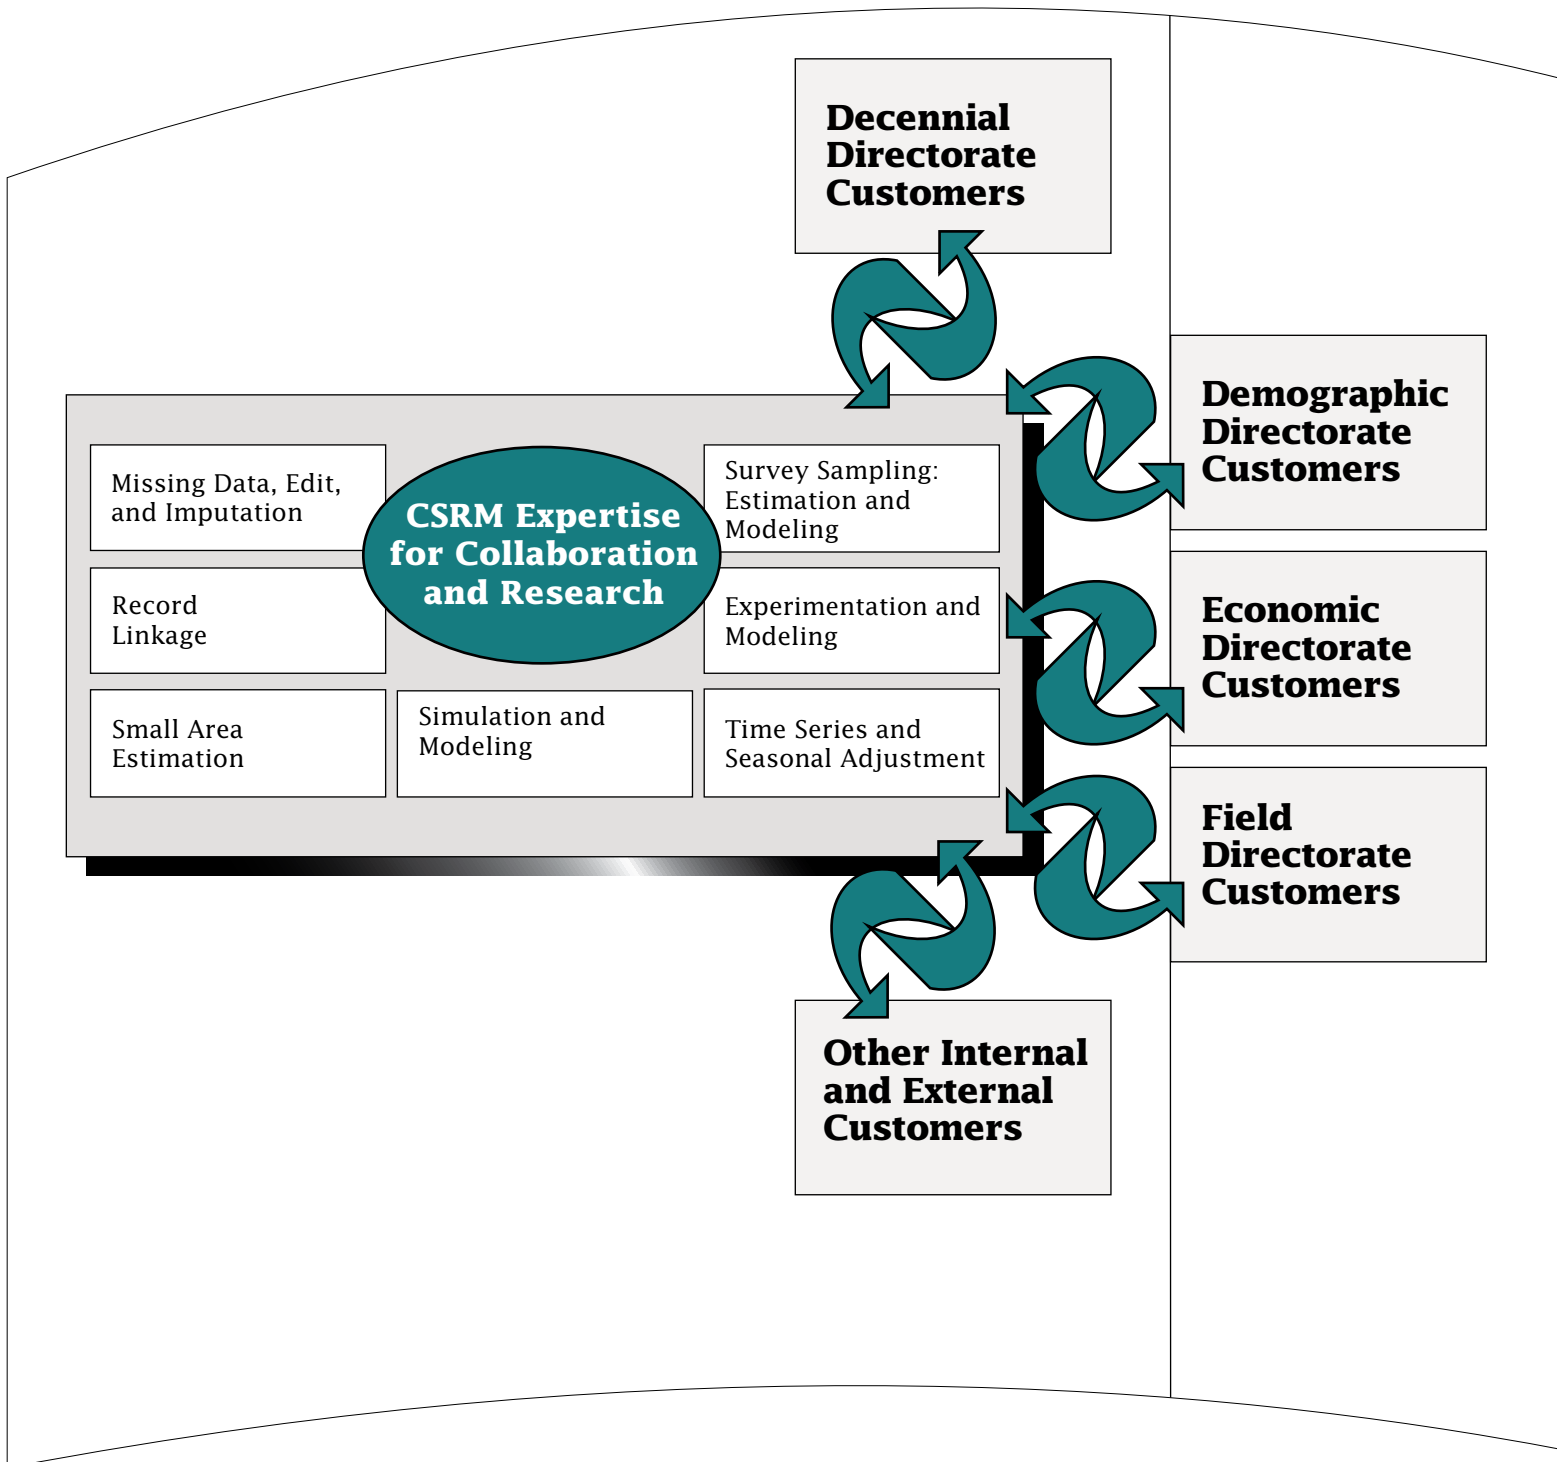 Decennial
Directorate
Customers
Demographic
Directorate
Customers
Missing Data, Edit,
and Imputation
CSRM Expertise
for Collaboration
and Research
Survey Sampling:
Estimation and
Modeling
Record
Linkage
Experimentation and
Modeling
Economic
Directorate
Customers
Small Area
Estimation
Simulation and
Modeling
Time Series and
Seasonal Adjustment
Field
Directorate
Customers
Other Internal
and External
Customers